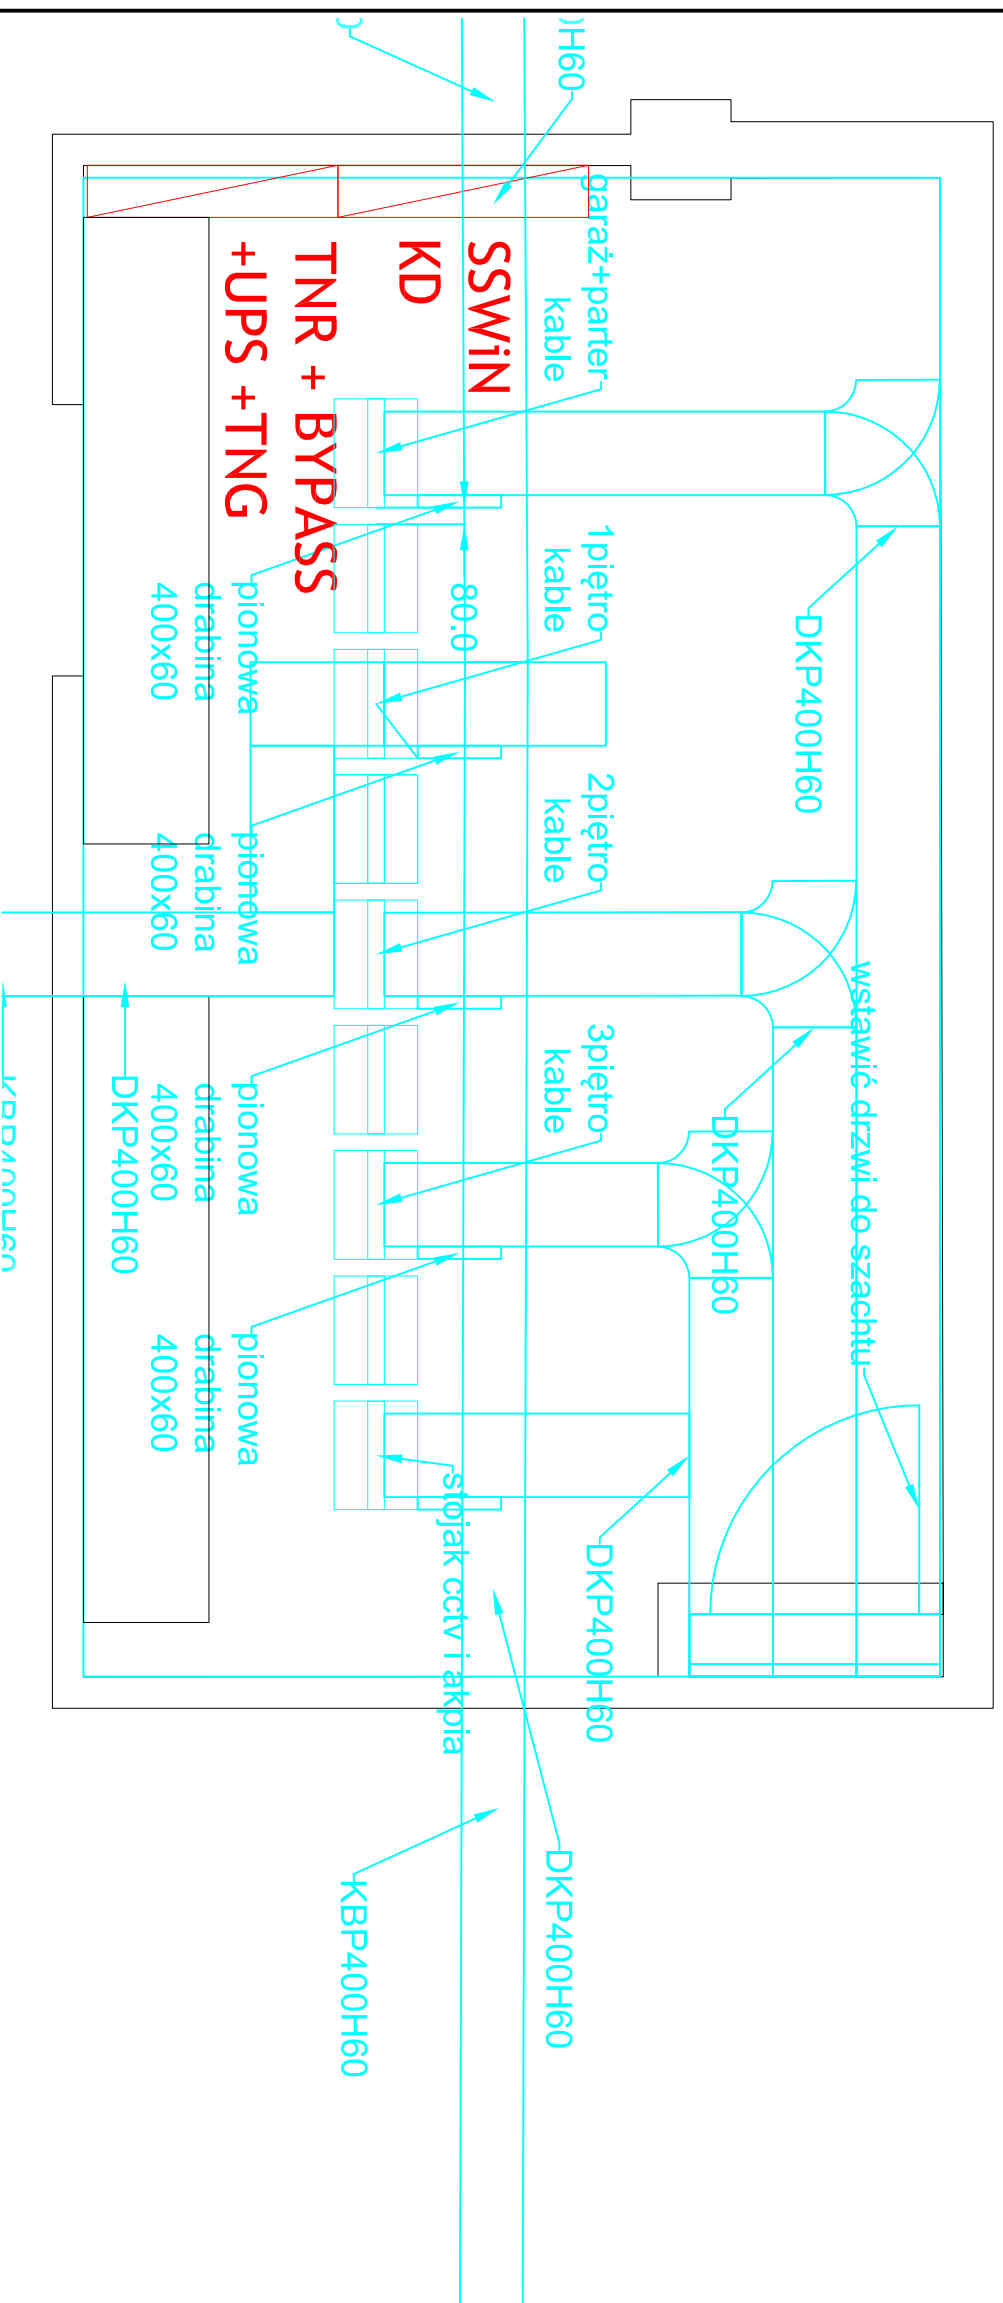 wstawić drzwi do szachtu
DKP400H60
DKP400H60
DKP400H60
garaż+parter
kable
1piętro
kable
2piętro
kable
3piętro
kable
H60
SSWiN
KD
TNR + BYPASS
+UPS +TNG
80.0
stojak cctv i akpia
DKP400H60
KBP400H60
pionowa
drabina
400x60
pionowa
drabina
400x60
pionowa
drabina
400x60
pionowa
drabina
400x60
DKP400H60